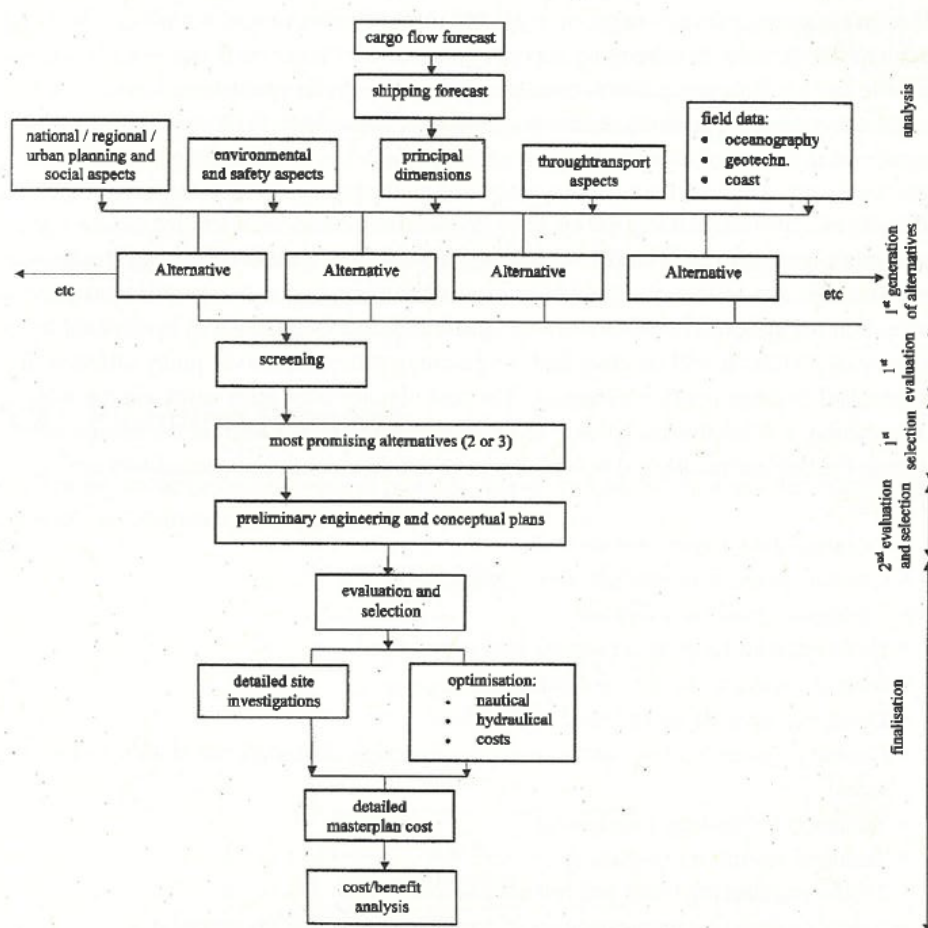 cargo flow forecast
shipping forecast
national / regional /
urban planning and
social aspects
environmental
and safety aspects
principal
dimensions
throughtransport
aspects
field data:
• oceanography
• geotechn.
• coast
analysis
etc
Alternative
Alternative
Alternative
Alternative
etc
1st generation
of alternatives
screening
1st
evaluation
most promising alternatives (2 or 3)
1st
selection
preliminary engineering and conceptual plans
2nd evaluation
and selection
evaluation and
selection
detailed site
investigations
optimisation:
• nautical
• hydraulical
• costs
finalisation
detailed
masterplan cost
cost/benefit
analysis